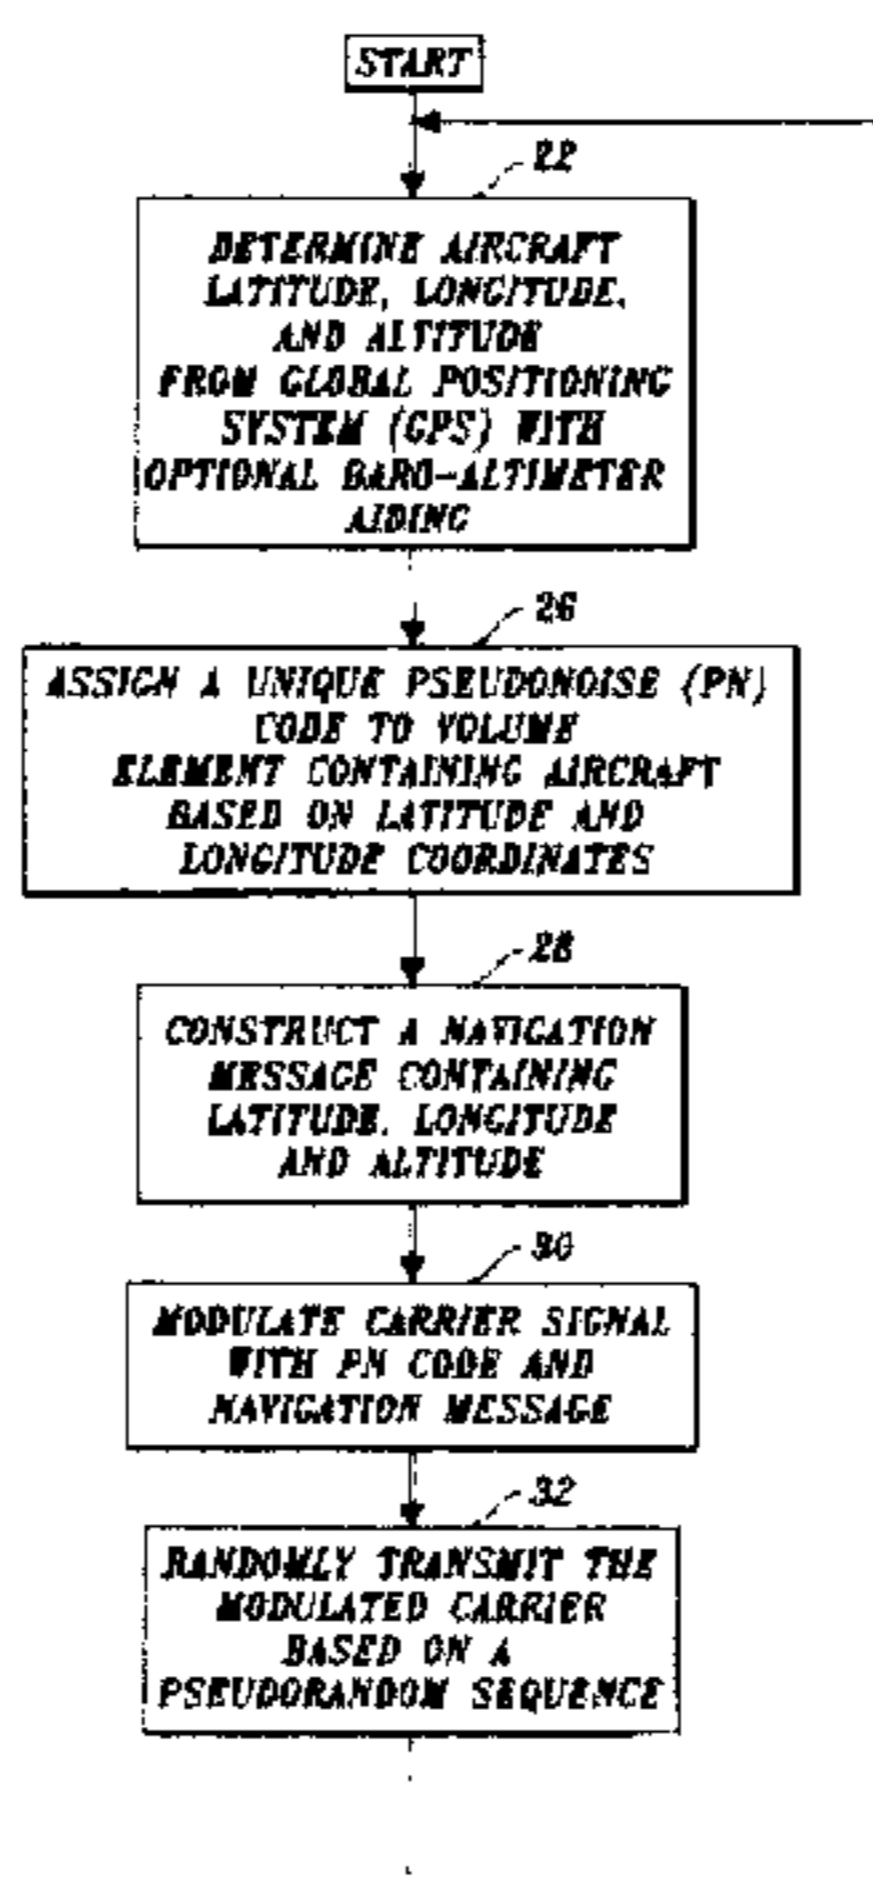 START
22
DETERMINE AIRCRAFT
LATITUDE, LONGITUDE,
AND ALTITUDE
FROM GLOBAL POSITIONING
SYSTEM (GPS) WITH
OPTIONAL BARO-ALTIMETER
AIDING
26
ASSIGN A UNIQUE PSEUDONOISE (PN)
CODE TO VOLUME
ELEMENT CONTAINING AIRCRAFT
BASED ON LATITUDE AND
LONGITUDE COORDINATES
28
CONSTRUCT A NAVIGATION
MESSAGE CONTAINING
LATITUDE, LONGITUDE
AND ALTITUDE
30
MODULATE CARRIER SIGNAL
WITH PN CODE AND
NAVIGATION MESSAGE
32
RANDOMLY TRANSMIT THE
MODULATED CARRIER
BASED ON A
PSEUDORANDOM SEQUENCE